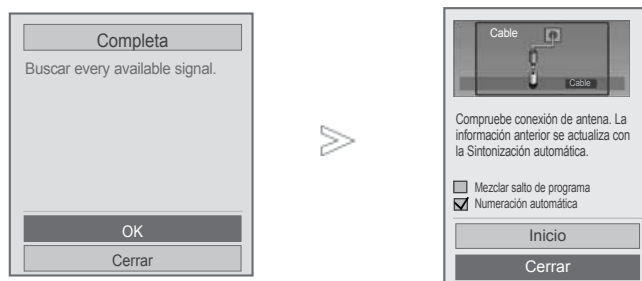 Completa
Buscar every available signal.
OK
Cerrar
Cable
Cable
Compruebe conexión de antena. La
información anterior se actualiza con
la Sintonización automática.
Mezclar salto de programa
Numeración automática
Inicio
Cerrar